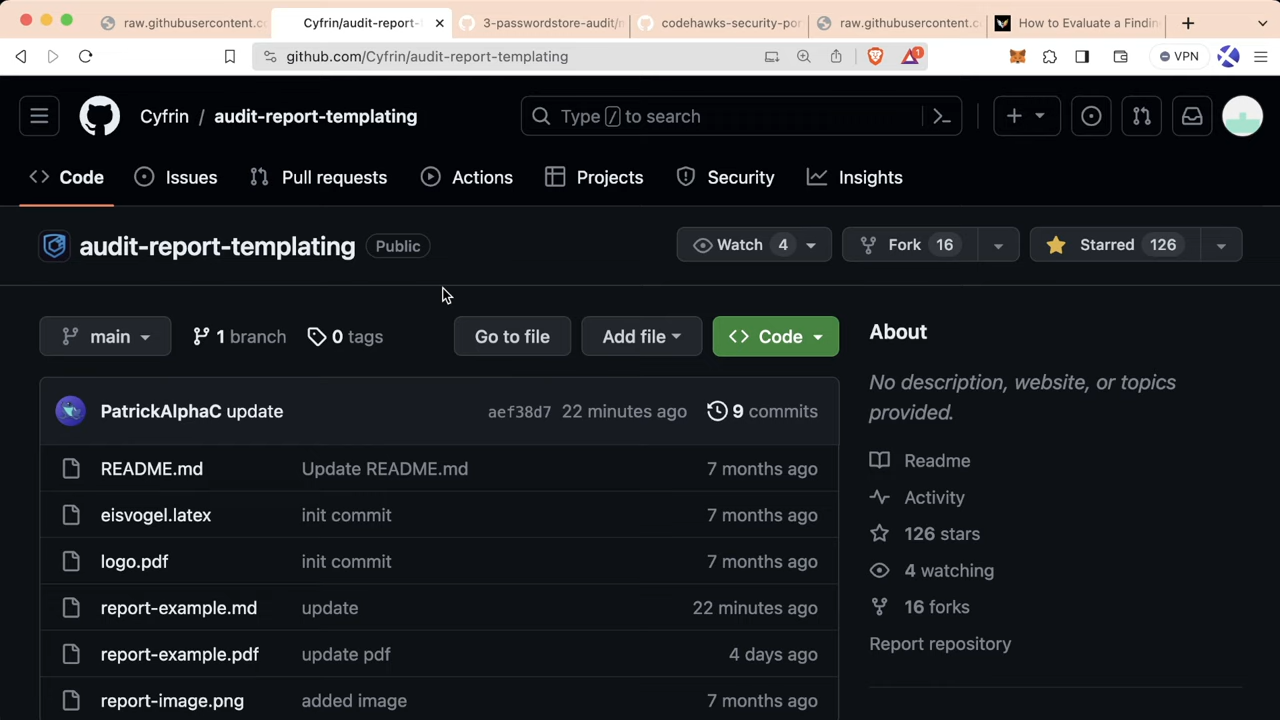 raw.githubusercontent.c
Cyfrin/audit-report-
3-passwordstore-audit/
codehawks-security-por
raw.githubusercontent.c
How to Evaluate a Findin
github.com/Cyfrin/audit-report-templating
1
VPN
Cyfrin / audit-report-templating
Type / to search
Code
Issues
Pull requests
Actions
Projects
Security
Insights
audit-report-templating
Public
Watch 4
Fork 16
Starred 126
main
1 branch
0 tags
Go to file
Add file
<> Code
About
No description, website, or topics
provided.
PatrickAlphaC update
aef38d7 22 minutes ago
9 commits
README.md Update README.md 7 months ago
eisvogel.latex init commit 7 months ago
logo.pdf init commit 7 months ago
report-example.md update 22 minutes ago
report-example.pdf update pdf 4 days ago
report-image.png added image 7 months ago
Readme
Activity
126 stars
4 watching
16 forks
Report repository